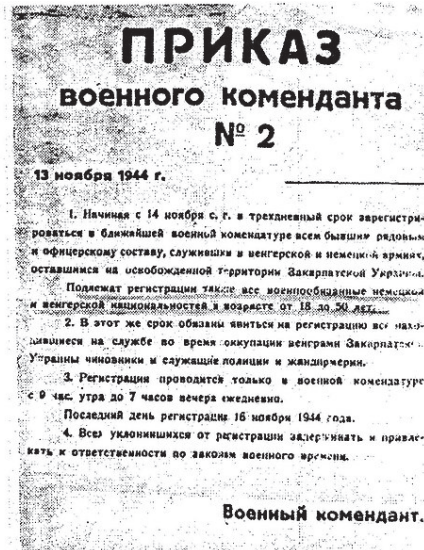 ПРИКАЗ
военного коменданта
№ 2
13 ноября 1944 г.
1. Начиная с 14 ноября с. г. в трехдневный срок зарегистри-
роваться в ближайшей военной комендатуре всем бывшим рядовым
и офицерскому составу, служившим в венгерской и немецкой армиях,
оставшимся на освобожденной территории Закарпатской Украины.
Подлежат регистрации также все военнообязанные немецкой
и венгерской национальностей в возрасте от 18 до 50 лет.
2. В этот же срок обязаны явиться на регистрацию все нахо-
дившиеся на службе во время оккупации венграми Закарпатской
Украины чиновники и служащие полиции и жандармерии.
3. Регистрация проводится только в военной комендатуре
с 9 час. утра до 7 часов вечера ежедневно.
Последний день регистрации 16 ноября 1944 года.
4. Всех уклонившихся от регистрации задерживать и привле-
кать к ответственности по законам военного времени.
Военный комендант.